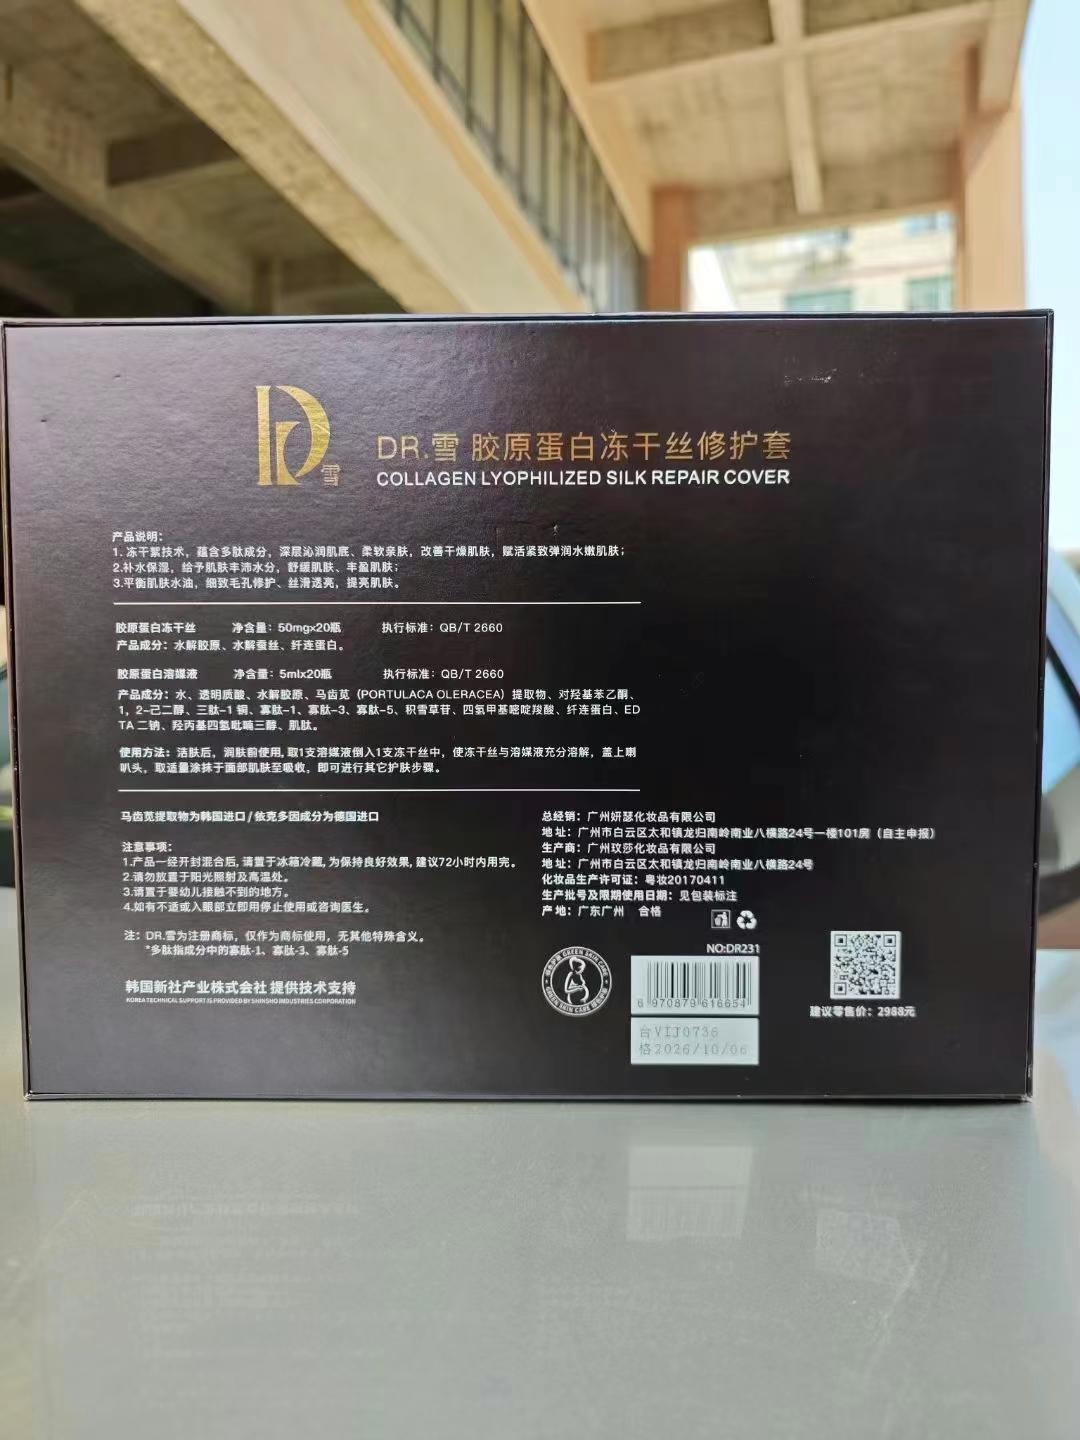 雪
DR.雪 胶原蛋白冻干丝修护套
COLLAGEN LYOPHILIZED SILK REPAIR COVER
产品说明：
1. 冻干絮技术，蕴含多肽成分，深层沁润肌底、柔软亲肤，改善干燥肌肤，赋活紧致弹润水嫩肌肤；
2.补水保湿，给予肌肤丰沛水分，舒缓肌肤、丰盈肌肤；
3.平衡肌肤水油，细致毛孔修护、丝滑透亮，提亮肌肤。
胶原蛋白冻干丝 净含量：50mgx20瓶 执行标准：QB/T 2660
产品成分：水解胶原、水解蚕丝、纤连蛋白。
胶原蛋白溶媒液 净含量：5mlx20瓶 执行标准：QB/T 2660
产品成分：水、透明质酸、水解胶原、马齿苋（PORTULACA OLERACEA）提取物、对羟基苯乙酮、
1，2-己二醇、三肽-1 铜、寡肽-1、寡肽-3、寡肽-5、积雪草苷、四氢甲基嘧啶羧酸、纤连蛋白、ED
TA 二钠、羟丙基四氢吡喃三醇、肌肽。
使用方法：洁肤后，润肤前使用，取1支溶媒液倒入1支冻干丝中，使冻干丝与溶媒液充分溶解，盖上喇
叭头，取适量涂抹于面部肌肤至吸收，即可进行其它护肤步骤。
马齿苋提取物为韩国进口/依克多因成分为德国进口
注意事项：
1.产品一经开封混合后，请置于冰箱冷藏，为保持良好效果，建议72小时内用完。
2.请勿放置于阳光照射及高温处。
3.请置于婴幼儿接触不到的地方。
4.如有不适或入眼部立即用停止使用或咨询医生。
注：DR.雪为注册商标，仅作为商标使用，无其他特殊含义。
*多肽指成分中的寡肽-1、寡肽-3、寡肽-5
韩国新社产业株式会社 提供技术支持
KOREA TECHNICAL SUPPORT IS PROVIDED BY SHINSHO INDUSTRIES CORPORATION
总经销：广州妍瑟化妆品有限公司
地址：广州市白云区太和镇龙归南岭南业八横路24号一楼101房（自主申报）
生产商：广州玟莎化妆品有限公司
地址：广州市白云区太和镇龙归南岭南业八横路24号
化妆品生产许可证：粤妆20170411
生产批号及限期使用日期：见包装标注
产地：广东广州 合格
GREEN SKIN CARE
GREEN SKIN CARE
NO:DR231
6 970879 616654
台VIJ0736
格2026/10/06
建议零售价：2988元